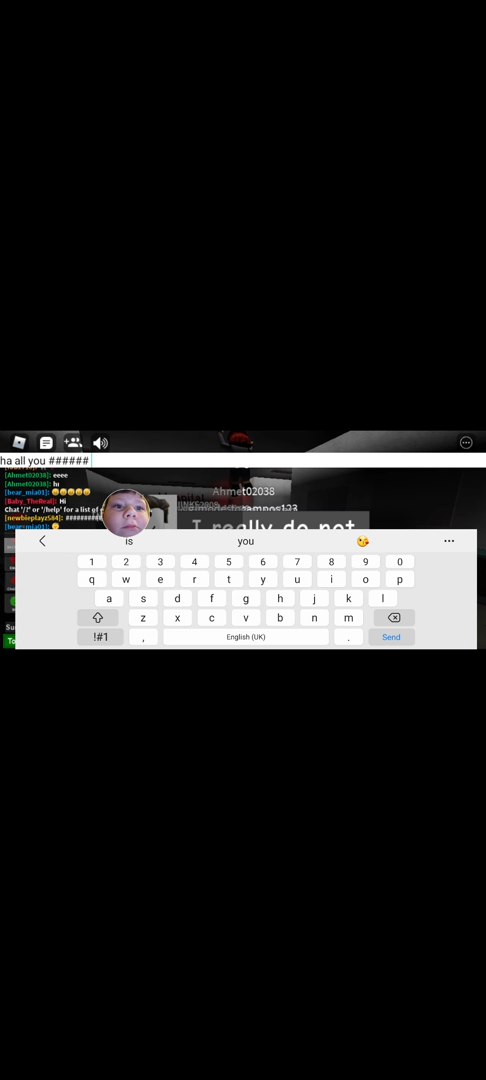 ha all you ######
[Ahmet02038]: eeee
[Ahmet02038]: hi
[bear_mia01]:
[Baby_TheReal]: Hi
Chat '/?' or '/help' for a list of
[newbieplayz584]: #########
[bear_mia01]:
Ahmet02038
I really do not
is you
1 2 3 4 5 6 7 8 9 0
q w e r t y u i o p
a s d f g h j k l
z x c v b n m
!#1 , English (UK) . Send